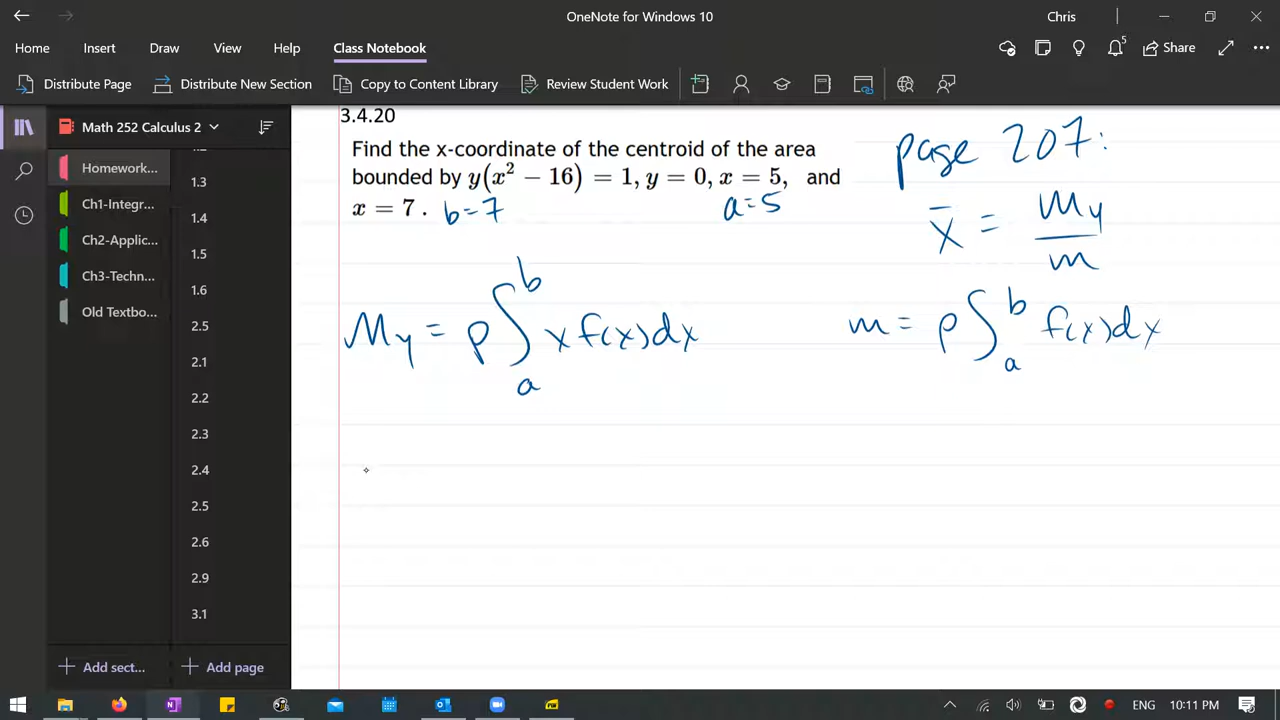 OneNote for Windows 10
Chris
Home Insert Draw View Help Class Notebook
5
Share
Distribute Page Distribute New Section Copy to Content Library Review Student Work
Math 252 Calculus 2
Homework...
Ch1-Integr...
Ch2-Applic...
Ch3-Techn...
Old Textbo...
1.3
1.4
1.5
1.6
2.5
2.1
2.2
2.3
2.4
2.5
2.6
2.9
3.1
Add sect...
Add page
3.4.20
Find the x-coordinate of the centroid of the area
bounded by y(x² − 16) = 1, y = 0, x = 5, and
x = 7 . b=7 a=5
page 207:
x̄ = My/m
My = ρ∫ₐᵇ x f(x)dx
m = ρ∫ₐᵇ f(x)dx
ENG 10:11 PM